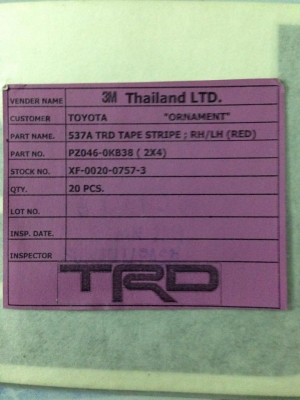 VENDER NAME 3M Thailand LTD.
CUSTOMER TOYOTA "ORNAMENT"
PART NAME. 537A TRD TAPE STRIPE ; RH/LH (RED)
PART NO. PZ046-0KB38 ( 2X4)
STOCK NO. XF-0020-0757-3
QTY. 20 PCS.
LOT NO.
INSP. DATE.
INSPECTOR
TRD